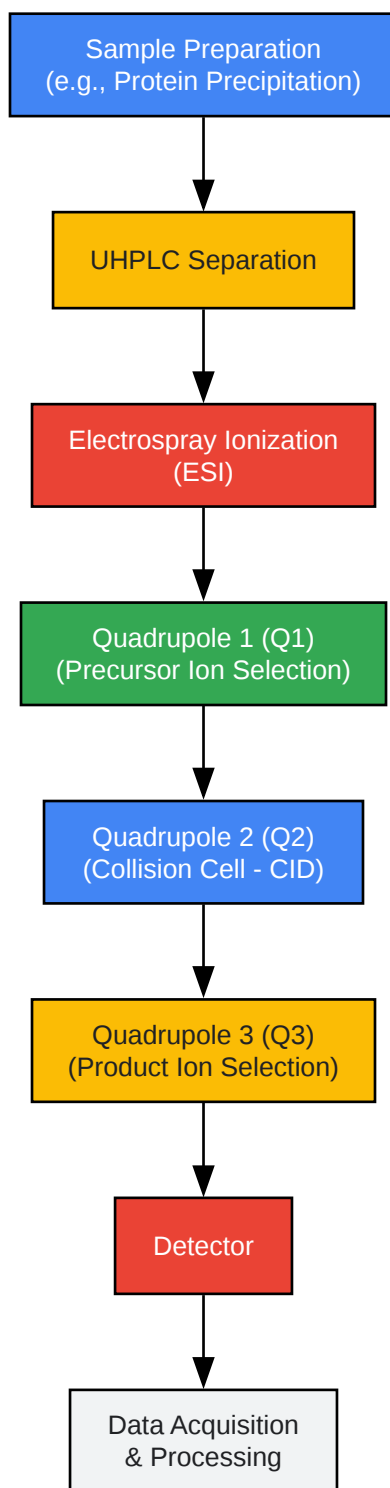 Sample Preparation
(e.g., Protein Precipitation)
UHPLC Separation
Electrospray Ionization
(ESI)
Quadrupole 1 (Q1)
(Precursor Ion Selection)
Quadrupole 2 (Q2)
(Collision Cell - CID)
Quadrupole 3 (Q3)
(Product Ion Selection)
Detector
Data Acquisition
& Processing